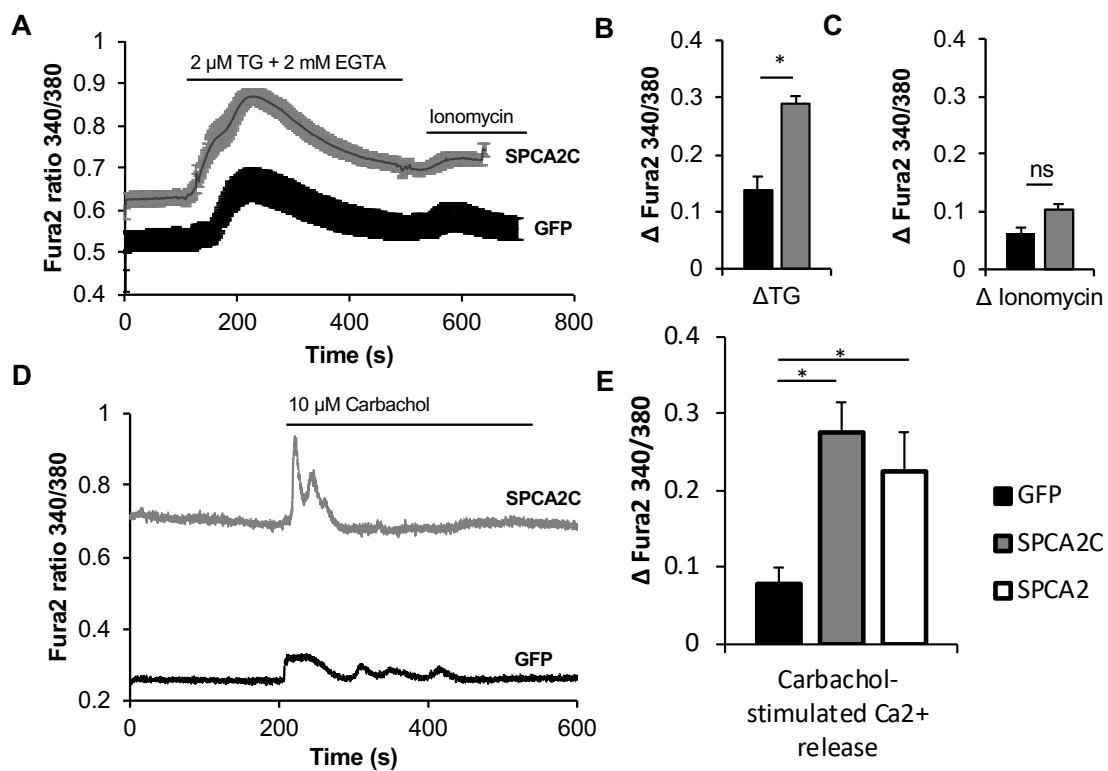 A
Fura2 ratio 340/380
1
0.9
0.8
0.7
0.6
0.5
0.4
2 µM TG + 2 mM EGTA
Ionomycin
SPCA2C
GFP
0
200
400
600
800
Time (s)
B
Δ Fura2 340/380
0.4
0.3
0.2
0.1
0
*
ΔTG
C
Δ Fura2 340/380
0.4
0.3
0.2
0.1
0
ns
Δ Ionomycin
D
Fura2 ratio 340/380
1
0.8
0.6
0.4
0.2
10 µM Carbachol
SPCA2C
GFP
0
200
400
600
Time (s)
E
Δ Fura2 340/380
0.4
0.3
0.2
0.1
0
*
*
Carbachol-
stimulated Ca2+
release
GFP
SPCA2C
SPCA2